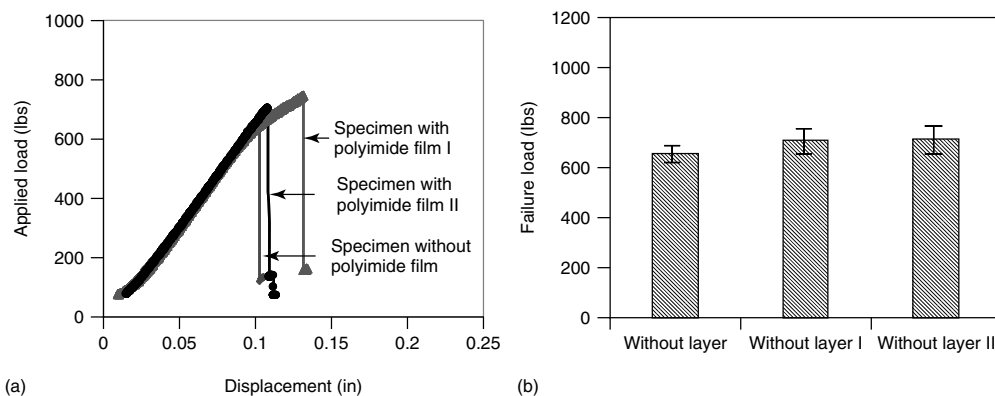 1000
800
600
400
200
0
Applied load (lbs)
Specimen with
polyimide film I
Specimen with
polyimide film II
Specimen without
polyimide film
0 0.05 0.1 0.15 0.2 0.25
Displacement (in)
(a)
1200
1000
800
600
400
200
0
Failure load (lbs)
Without layer Without layer I Without layer II
(b)